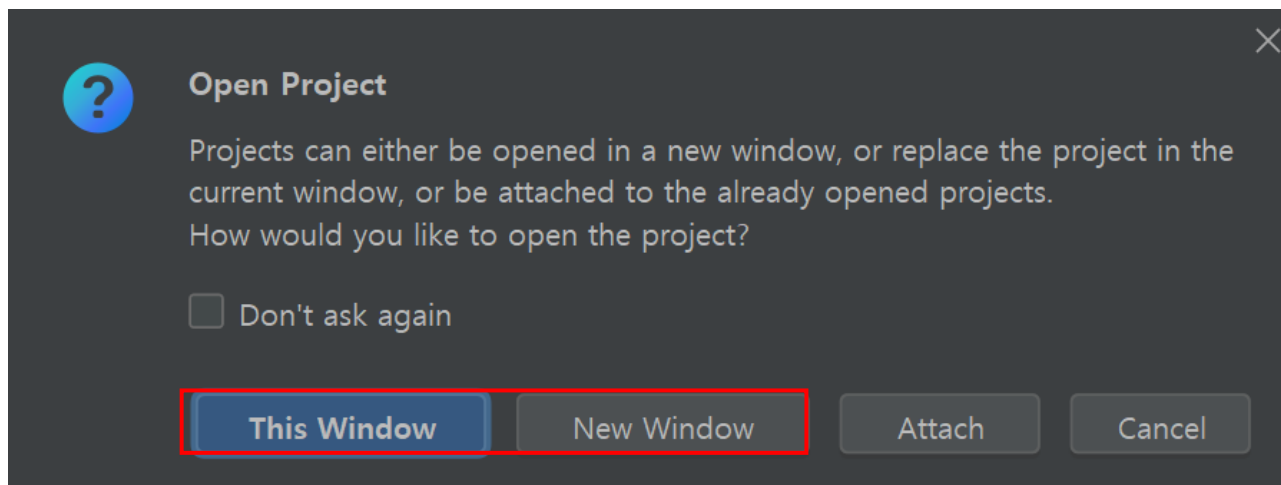 Open Project
Projects can either be opened in a new window, or replace the project in the
current window, or be attached to the already opened projects.
How would you like to open the project?
Don't ask again
This Window New Window Attach Cancel